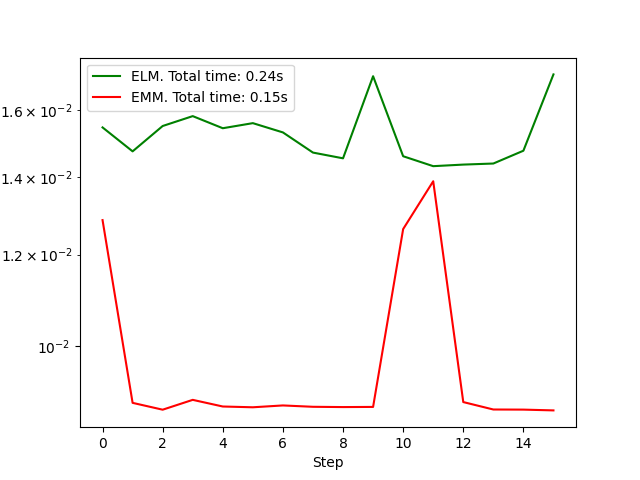 ELM. Total time: 0.24s
EMM. Total time: 0.15s
1.6 × 10⁻²
1.4 × 10⁻²
1.2 × 10⁻²
10⁻²
0 2 4 6 8 10 12 14
Step